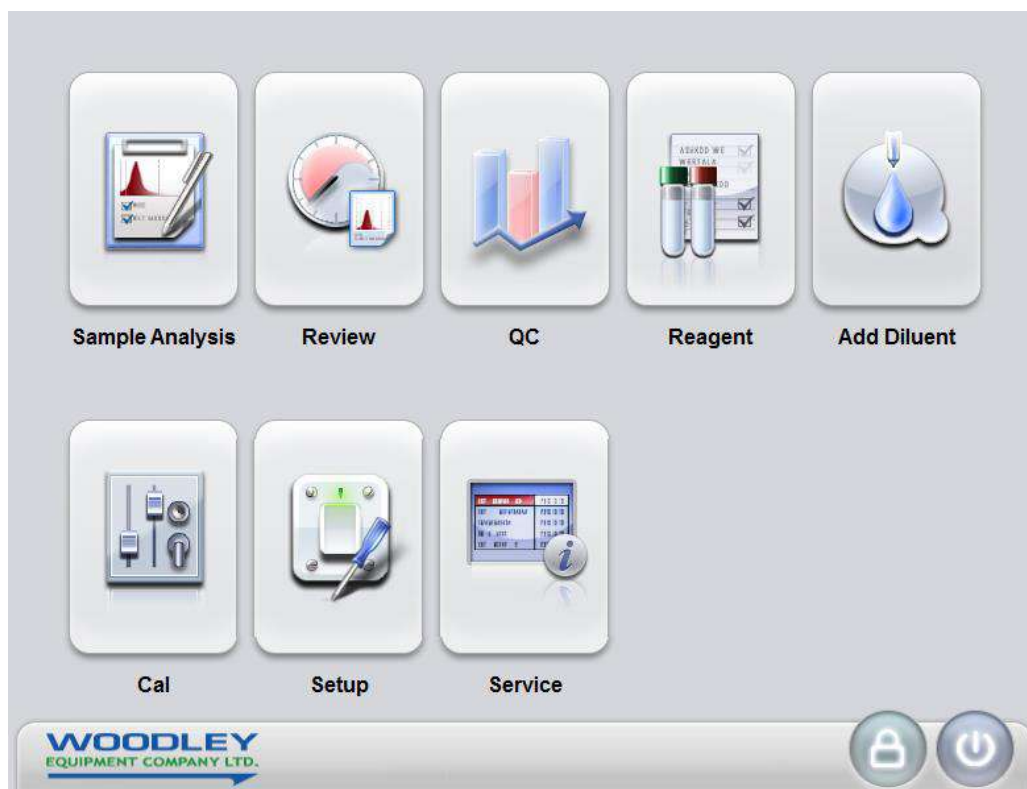 Sample Analysis
Review
QC
Reagent
Add Diluent
Cal
Setup
Service
WOODLEY
EQUIPMENT COMPANY LTD.